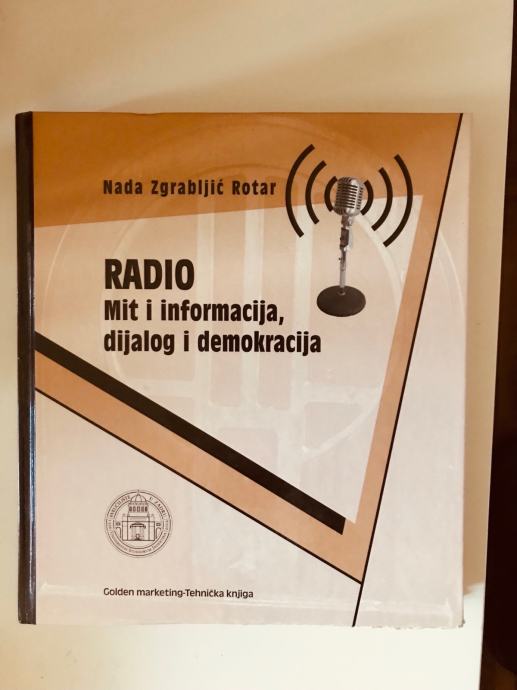 Nada Zgrabljić Rotar
RADIO
Mit i informacija,
dijalog i demokracija
Golden marketing-Tehnička knjiga